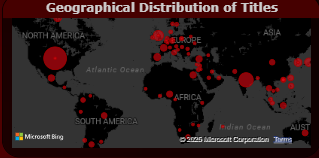 Geographical Distribution of Titles
NORTH AMERICA
EUROPE
ASIA
Atlantic Ocean
AFRICA
SOUTH AMERICA
Indian Ocean
AUST
Microsoft Bing
© 2025 Microsoft Corporation Terms